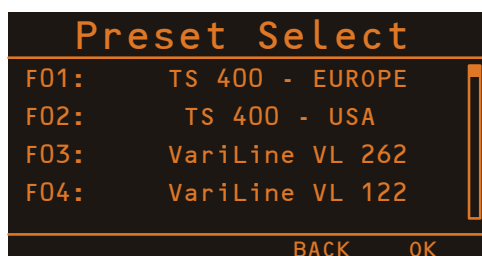 Preset Select
F01: TS 400 - EUROPE
F02: TS 400 - USA
F03: VariLine VL 262
F04: VariLine VL 122
BACK OK